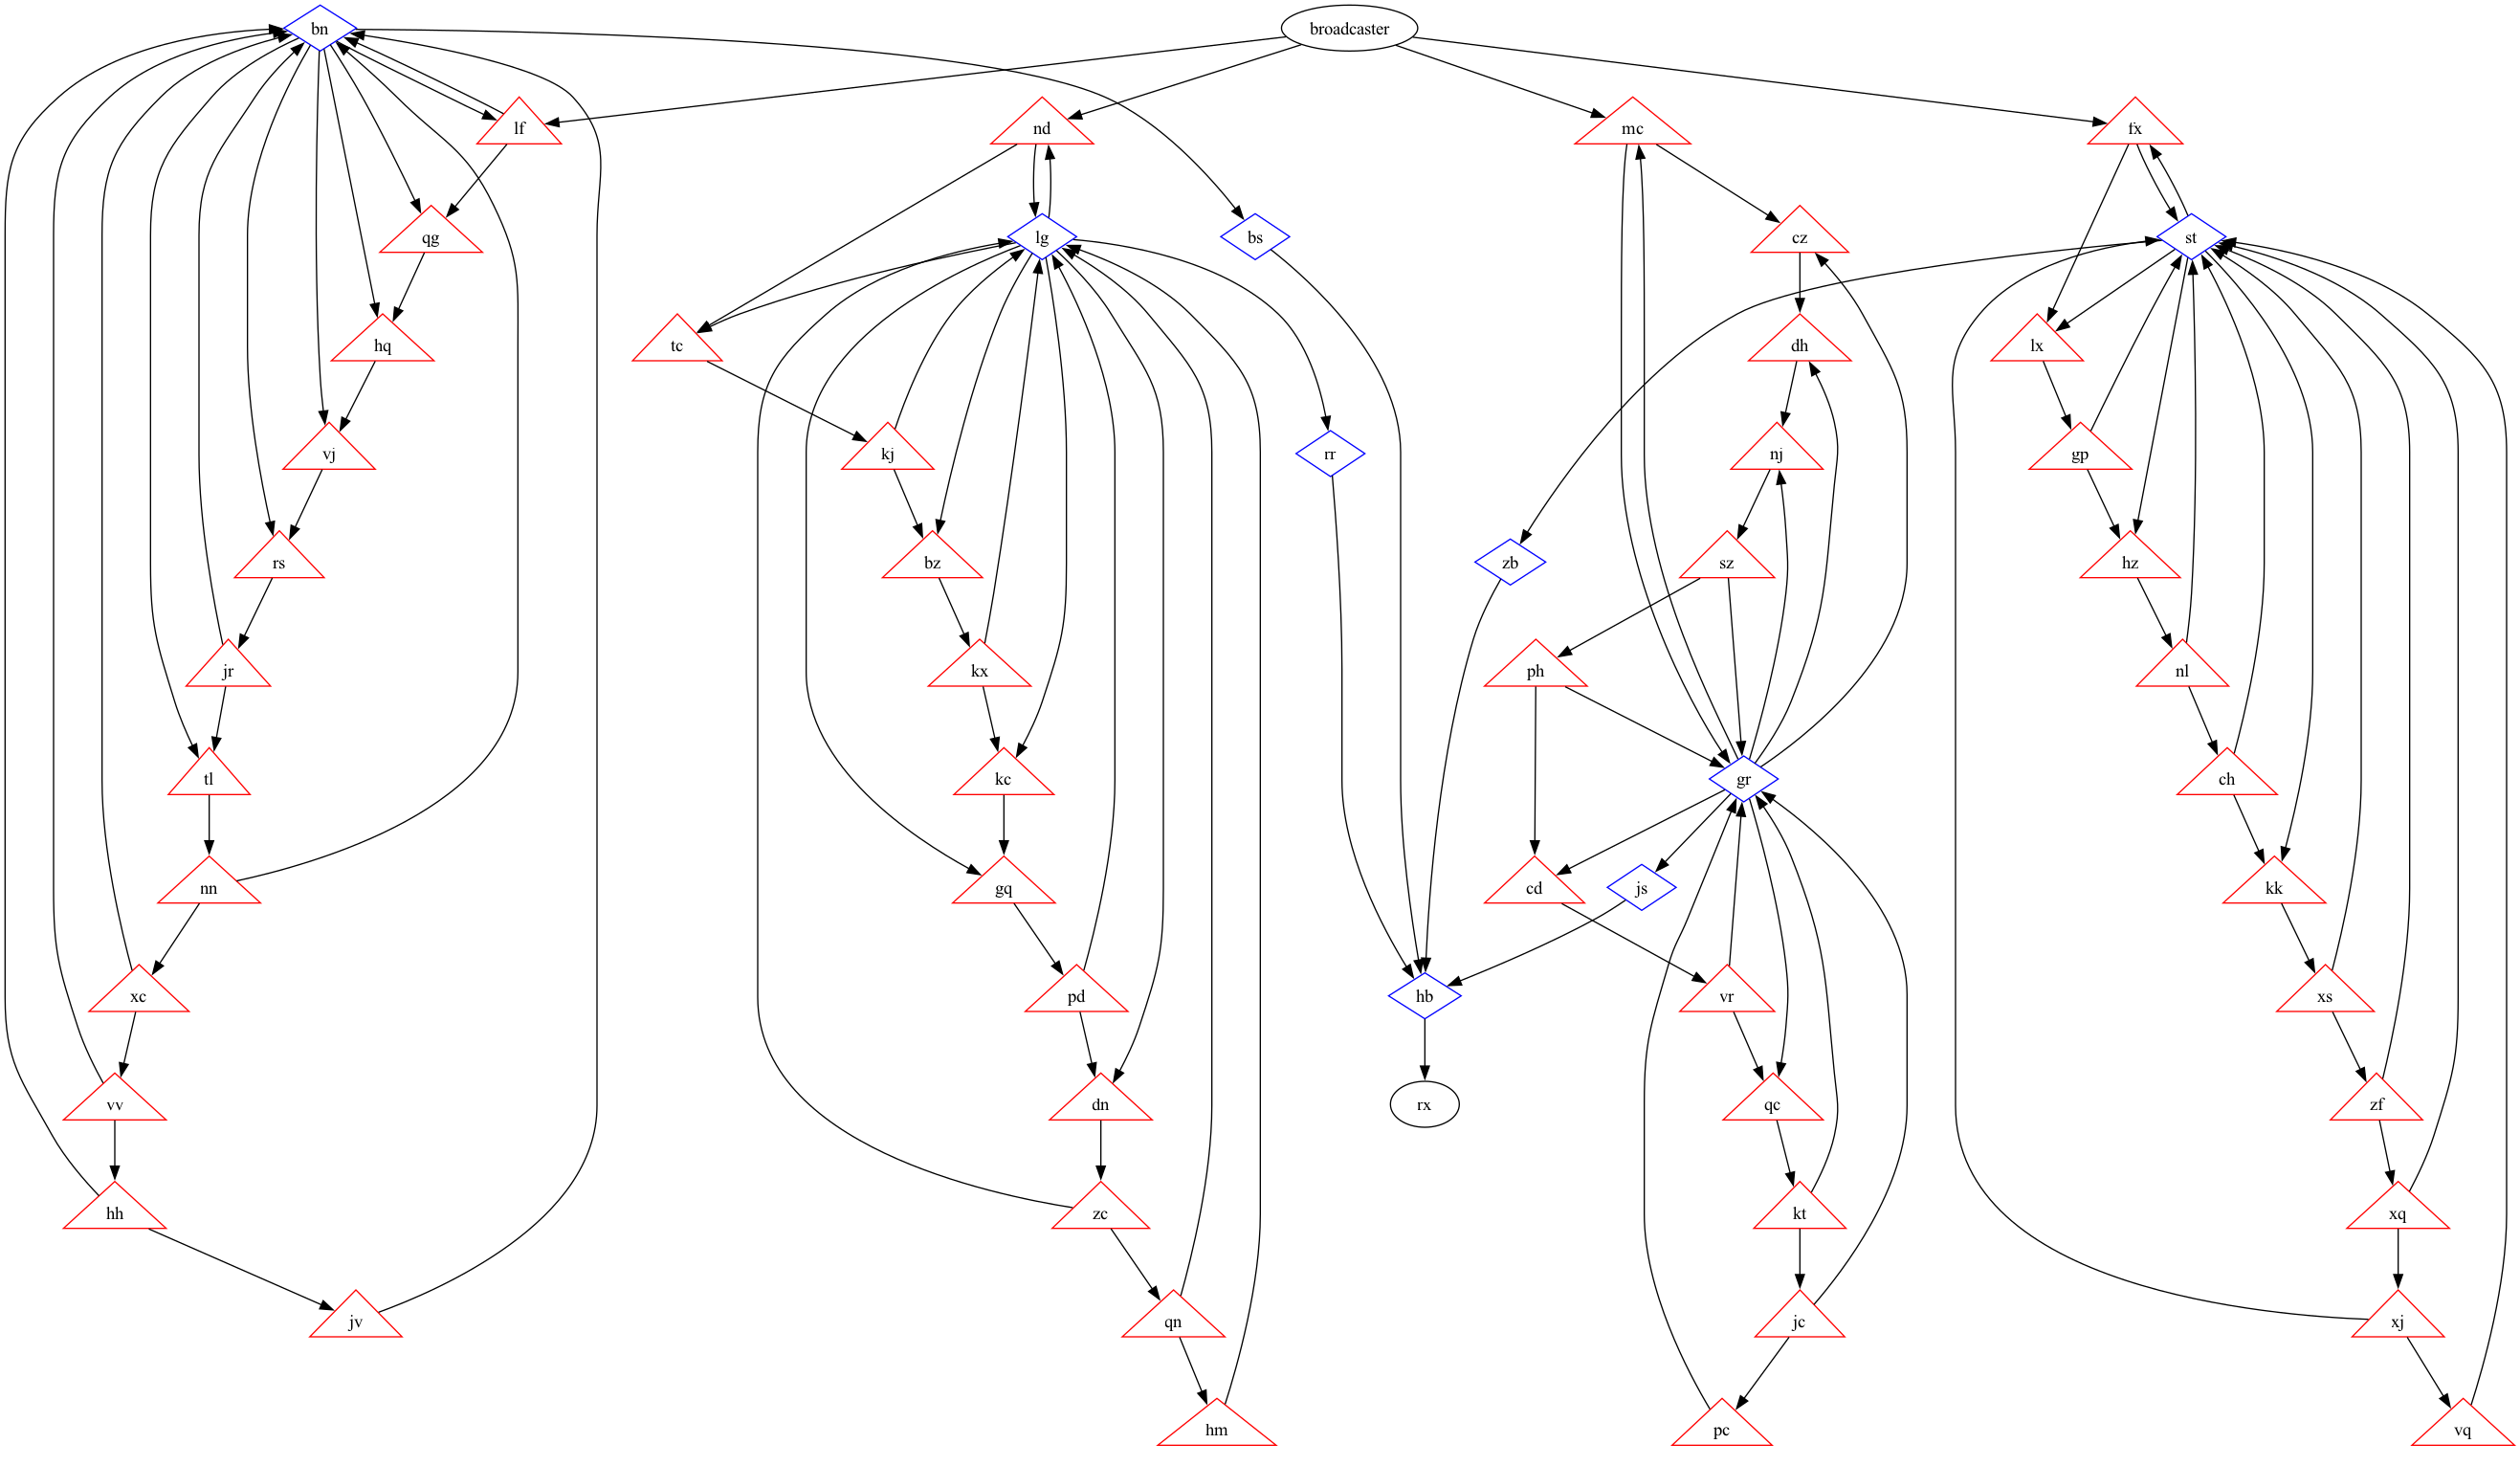 bn
broadcaster
lf
nd
mc
fx
qg
lg
bs
cz
st
hq
tc
dh
lx
vj
kj
rr
nj
gp
rs
bz
zb
sz
hz
jr
kx
ph
nl
tl
kc
gr
ch
nn
gq
cd
js
kk
xc
pd
hb
vr
xs
vv
dn
rx
qc
zf
hh
zc
kt
xq
jv
qn
jc
xj
hm
pc
vq